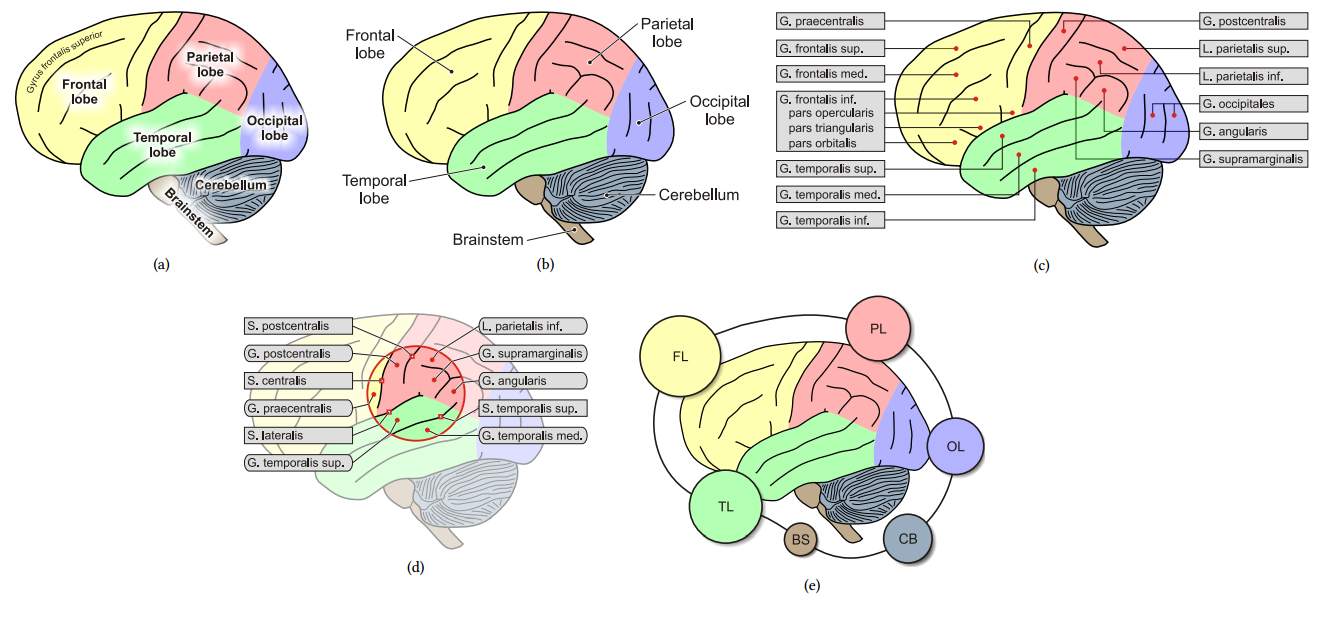 Gyrus frontalis superior
Frontal
lobe
Parietal
lobe
Temporal
lobe
Occipital
lobe
Cerebellum
Brainstem
(a)
Frontal
lobe
Parietal
lobe
Occipital
lobe
Temporal
lobe
Cerebellum
Brainstem
(b)
G. praecentralis
G. frontalis sup.
G. frontalis med.
G. frontalis inf.
pars opercularis
pars triangularis
pars orbitalis
G. temporalis sup.
G. temporalis med.
G. temporalis inf.
G. postcentralis
L. parietalis sup.
L. parietalis inf.
G. occipitales
G. angularis
G. supramarginalis
(c)
S. postcentralis
G. postcentralis
S. centralis
G. praecentralis
S. lateralis
G. temporalis sup.
L. parietalis inf.
G. supramarginalis
G. angularis
S. temporalis sup.
G. temporalis med.
(d)
FL
PL
OL
TL
BS
CB
(e)